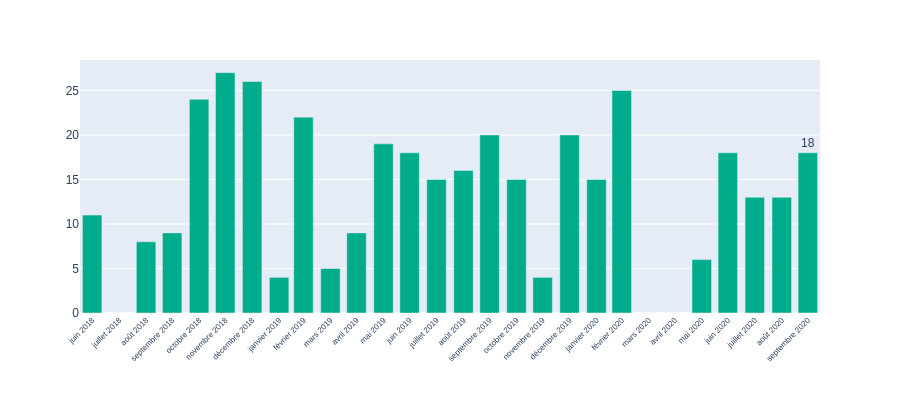 25
20
15
10
5
0
18
juin 2018
juillet 2018
août 2018
septembre 2018
octobre 2018
novembre 2018
décembre 2018
janvier 2019
février 2019
mars 2019
avril 2019
mai 2019
juin 2019
juillet 2019
août 2019
septembre 2019
octobre 2019
novembre 2019
décembre 2019
janvier 2020
février 2020
mars 2020
avril 2020
mai 2020
juin 2020
juillet 2020
août 2020
septembre 2020